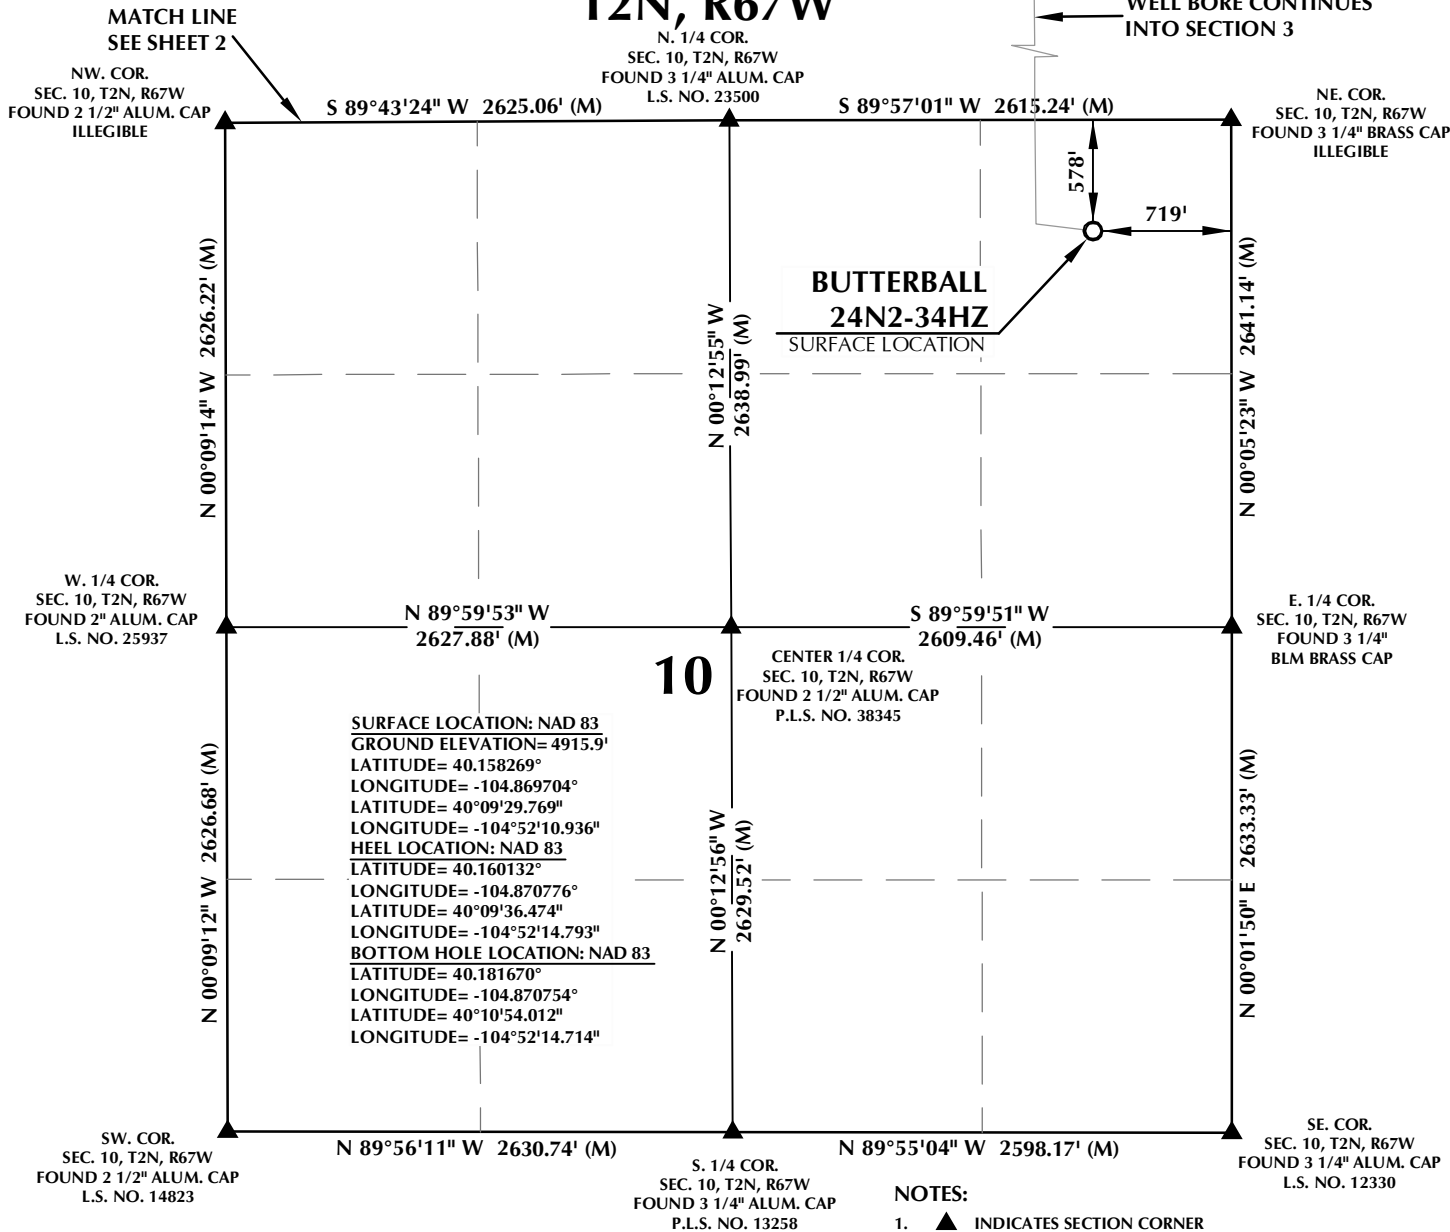 T2N, R67W
MATCH LINE
SEE SHEET 2
WELL BORE CONTINUES
INTO SECTION 3
NW. COR.
SEC. 10, T2N, R67W
FOUND 2 1/2" ALUM. CAP
ILLEGIBLE
N. 1/4 COR.
SEC. 10, T2N, R67W
FOUND 3 1/4" ALUM. CAP
L.S. NO. 23500
NE. COR.
SEC. 10, T2N, R67W
FOUND 3 1/4" BRASS CAP
ILLEGIBLE
S 89°43'24" W 2625.06' (M)
S 89°57'01" W 2615.24' (M)
578'
719'
BUTTERBALL
24N2-34HZ
SURFACE LOCATION
N 00°09'14" W 2626.22' (M)
N 00°12'55" W
2638.99' (M)
N 00°05'23" W 2641.14' (M)
W. 1/4 COR.
SEC. 10, T2N, R67W
FOUND 2" ALUM. CAP
L.S. NO. 25937
N 89°59'53" W
2627.88' (M)
S 89°59'51" W
2609.46' (M)
E. 1/4 COR.
SEC. 10, T2N, R67W
FOUND 3 1/4"
BLM BRASS CAP
10
CENTER 1/4 COR.
SEC. 10, T2N, R67W
FOUND 2 1/2" ALUM. CAP
P.L.S. NO. 38345
SURFACE LOCATION: NAD 83
GROUND ELEVATION= 4915.9'
LATITUDE= 40.158269°
LONGITUDE= -104.869704°
LATITUDE= 40°09'29.769"
LONGITUDE= -104°52'10.936"
HEEL LOCATION: NAD 83
LATITUDE= 40.160132°
LONGITUDE= -104.870776°
LATITUDE= 40°09'36.474"
LONGITUDE= -104°52'14.793"
BOTTOM HOLE LOCATION: NAD 83
LATITUDE= 40.181670°
LONGITUDE= -104.870754°
LATITUDE= 40°10'54.012"
LONGITUDE= -104°52'14.714"
N 00°09'12" W 2626.68' (M)
N 00°12'56" W
2629.52' (M)
N 00°01'50" E 2633.33' (M)
SW. COR.
SEC. 10, T2N, R67W
FOUND 2 1/2" ALUM. CAP
L.S. NO. 14823
N 89°56'11" W 2630.74' (M)
S. 1/4 COR.
SEC. 10, T2N, R67W
FOUND 3 1/4" ALUM. CAP
P.L.S. NO. 13258
N 89°55'04" W 2598.17' (M)
SE. COR.
SEC. 10, T2N, R67W
FOUND 3 1/4" ALUM. CAP
L.S. NO. 12330
NOTES:
1. ▲ INDICATES SECTION CORNER